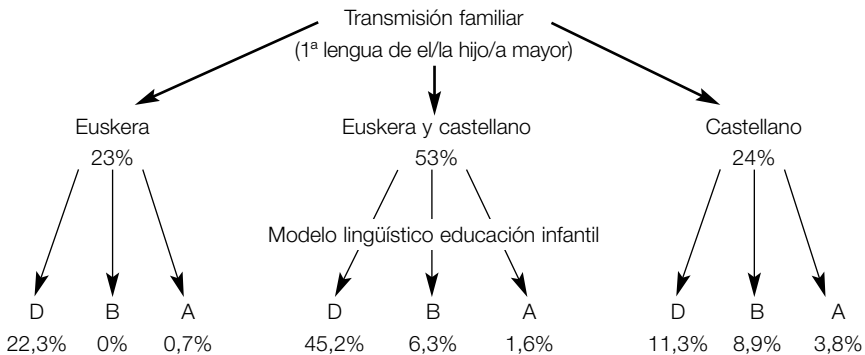 Transmisión familiar
(1ª lengua de el/la hijo/a mayor)
Euskera Euskera y castellano Castellano
23% 53% 24%
Modelo lingüístico educación infantil
D B A D B A D B A
22,3% 0% 0,7% 45,2% 6,3% 1,6% 11,3% 8,9% 3,8%